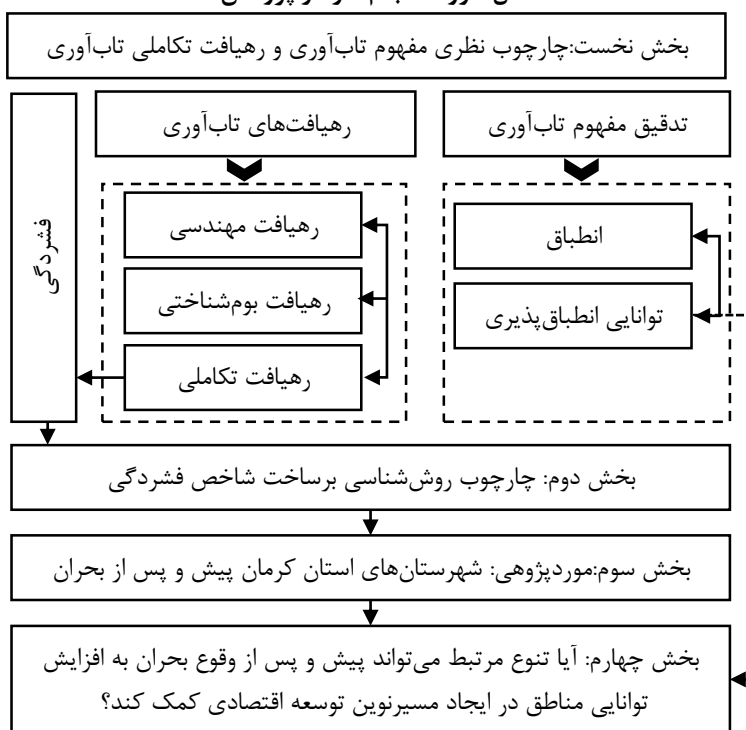 بخش نخست:چارچوب نظری مفهوم تاب‌آوری و رهیافت تکاملی تاب‌آوری
تدقیق مفهوم تاب‌آوری
رهیافت‌های تاب‌آوری
فشردگی
انطباق
توانایی انطباق‌پذیری
رهیافت مهندسی
رهیافت بوم‌شناختی
رهیافت تکاملی
بخش دوم: چارچوب روش‌شناسی برساخت شاخص فشردگی
بخش سوم:موردپژوهی: شهرستان‌های استان کرمان پیش و پس از بحران
بخش چهارم: آیا تنوع مرتبط می‌تواند پیش و پس از وقوع بحران به افزایش
توانایی مناطق در ایجاد مسیرنوین توسعه اقتصادی کمک کند؟